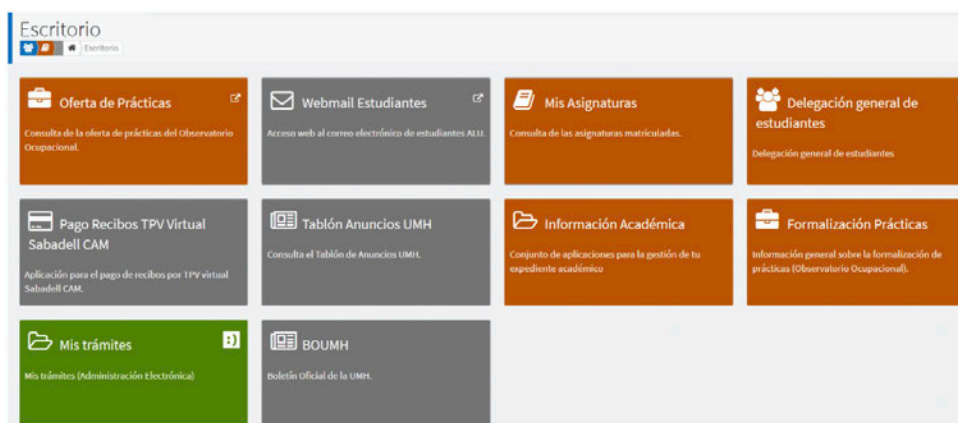 Escritorio
Escritorio
Oferta de Prácticas
Consulta de la oferta de prácticas del Observatorio
Ocupacional.
Webmail Estudiantes
Acceso web al correo electrónico de estudiantes ALU.
Mis Asignaturas
Consulta de las asignaturas matriculadas.
Delegación general de
estudiantes
Delegación general de estudiantes
Pago Recibos TPV Virtual
Sabadell CAM
Aplicación para el pago de recibos por TPV virtual
Sabadell CAM.
Tablón Anuncios UMH
Consulta el Tablón de Anuncios UMH.
Información Académica
Conjunto de aplicaciones para la gestión de tu
expediente académico
Formalización Prácticas
Información general sobre la formalización de
prácticas (Observatorio Ocupacional).
Mis trámites
:)
Mis trámites (Administración Electrónica)
BOUMH
Boletín Oficial de la UMH.